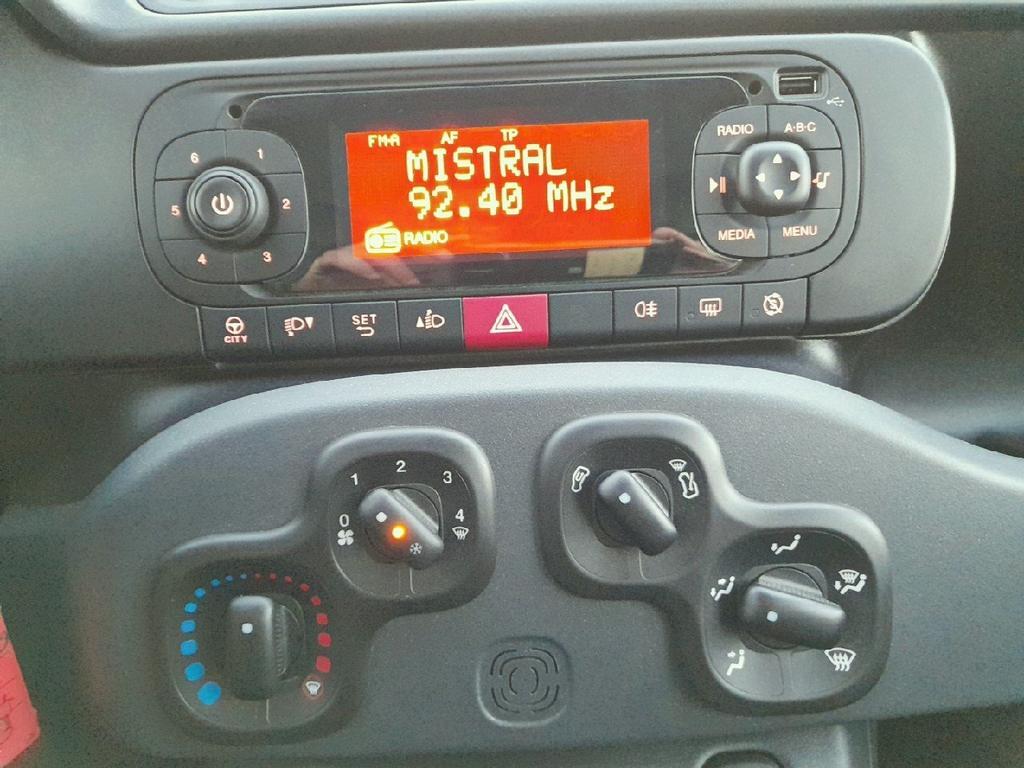 FM-A AF TP
MISTRAL
92.40 MHz
RADIO
6 1
5 2
4 3
RADIO A·B·C
MEDIA MENU
CITY
SET
0 1 2 3 4